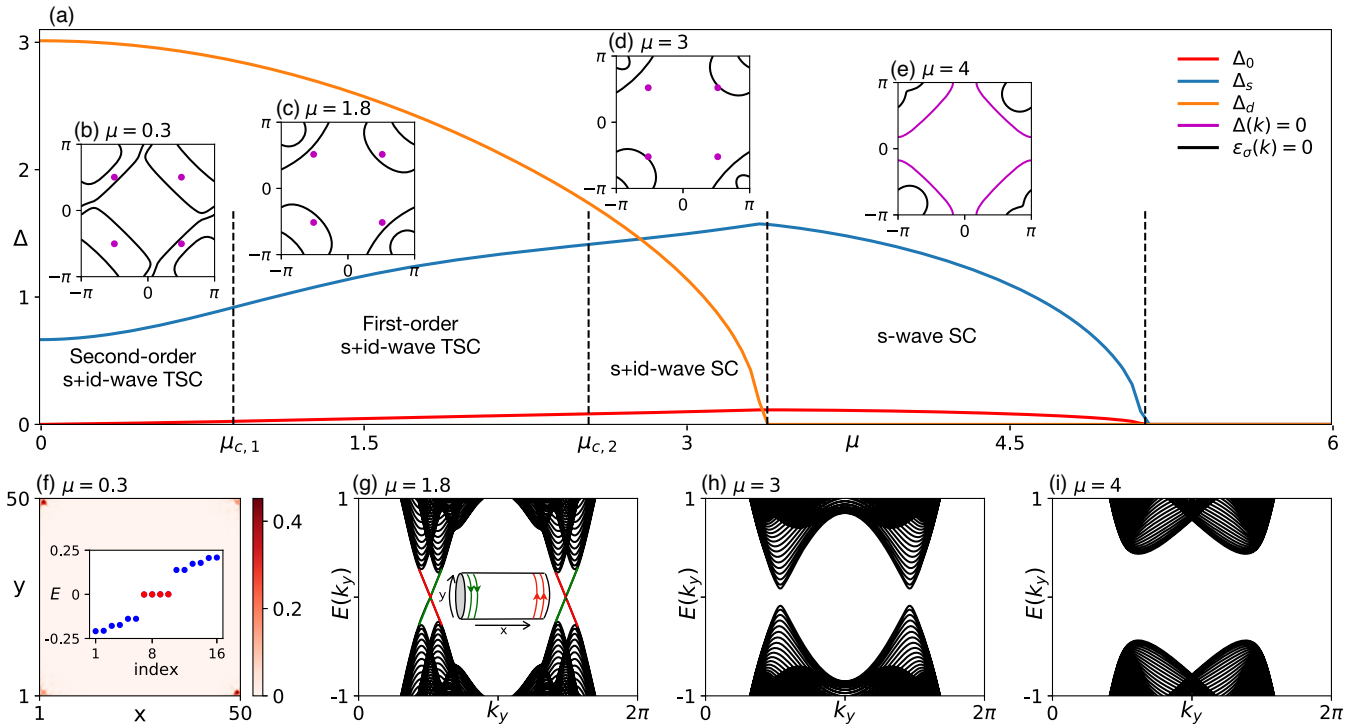 (a)
3
2
Δ
1
0
0
μc,1
1.5
μc,2
3
μ
4.5
6
Δ0
Δs
Δd
Δ(k) = 0
εσ(k) = 0
(b) μ = 0.3
π
0
−π
−π
0
π
(c) μ = 1.8
π
0
−π
−π
0
π
(d) μ = 3
π
0
−π
−π
0
π
(e) μ = 4
π
0
−π
−π
0
π
Second-order
s+id-wave TSC
First-order
s+id-wave TSC
s+id-wave SC
s-wave SC
(f) μ = 0.3
50
y
1
1
x
50
0.25
E 0
-0.25
1
8
16
index
0.4
0.2
0
(g) μ = 1.8
1
E(ky)
-1
0
ky
2π
y
x
(h) μ = 3
1
E(ky)
-1
0
ky
2π
(i) μ = 4
1
E(ky)
-1
0
ky
2π